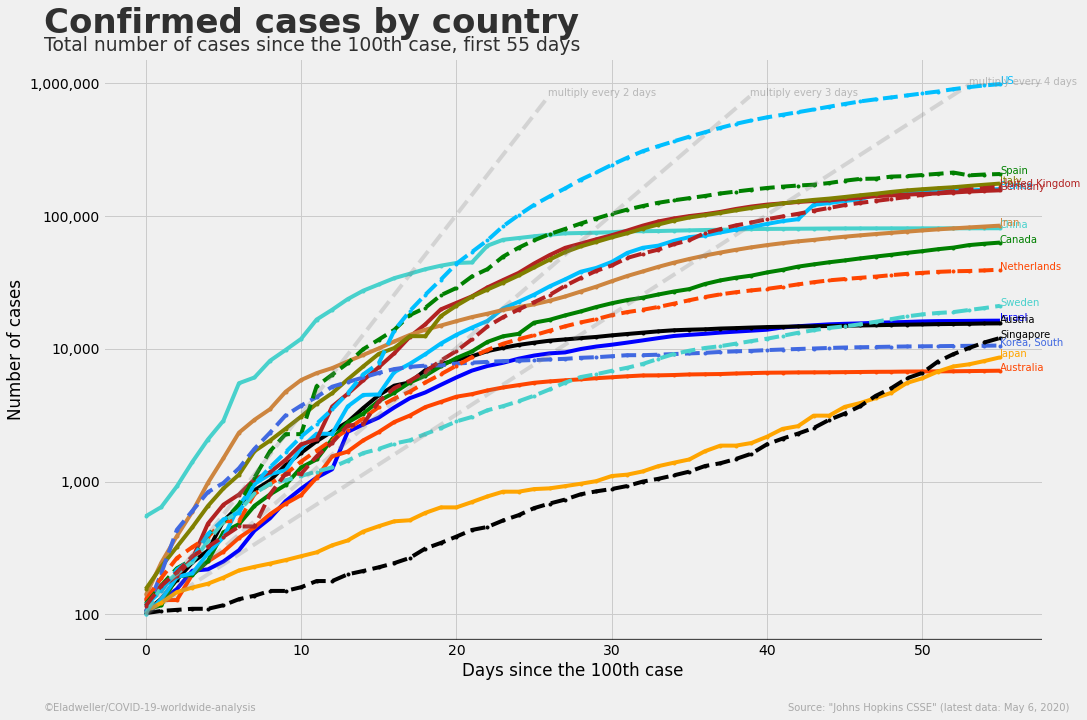 Confirmed cases by country
Total number of cases since the 100th case, first 55 days
1,000,000
100,000
10,000
1,000
100
Number of cases
multiply every 2 days
multiply every 3 days
multiply every 4 days
US
Spain
Italy
United Kingdom
Germany
Iran
China
Canada
Netherlands
Sweden
Israel
Austria
Singapore
Korea, South
Japan
Australia
0
10
20
30
40
50
Days since the 100th case
©Eladweller/COVID-19-worldwide-analysis
Source: "Johns Hopkins CSSE" (latest data: May 6, 2020)